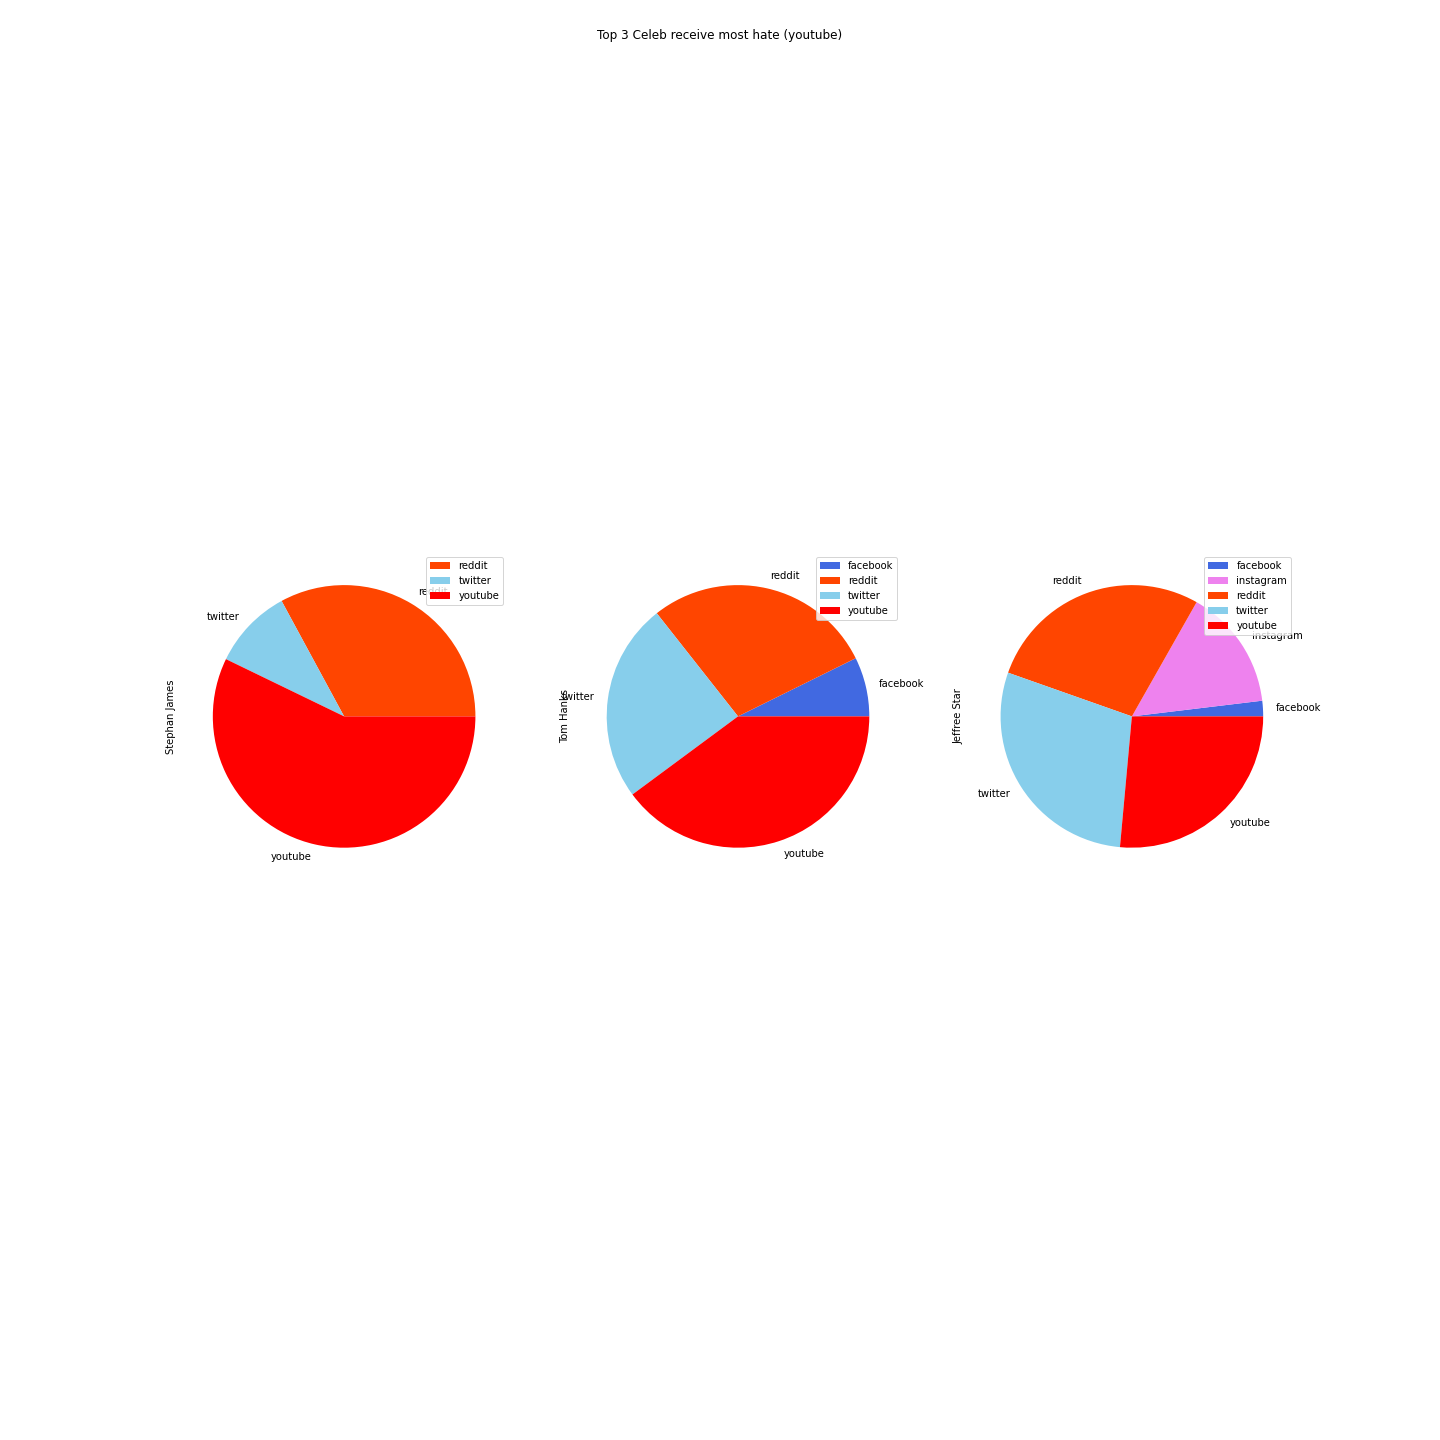 Top 3 Celeb receive most hate (youtube)
Stephan James
twitter
youtube
reddit
twitter
youtube
Tom Hanks
twitter
reddit
facebook
youtube
facebook
reddit
twitter
youtube
Jeffree Star
reddit
instagram
facebook
twitter
youtube
facebook
instagram
reddit
twitter
youtube